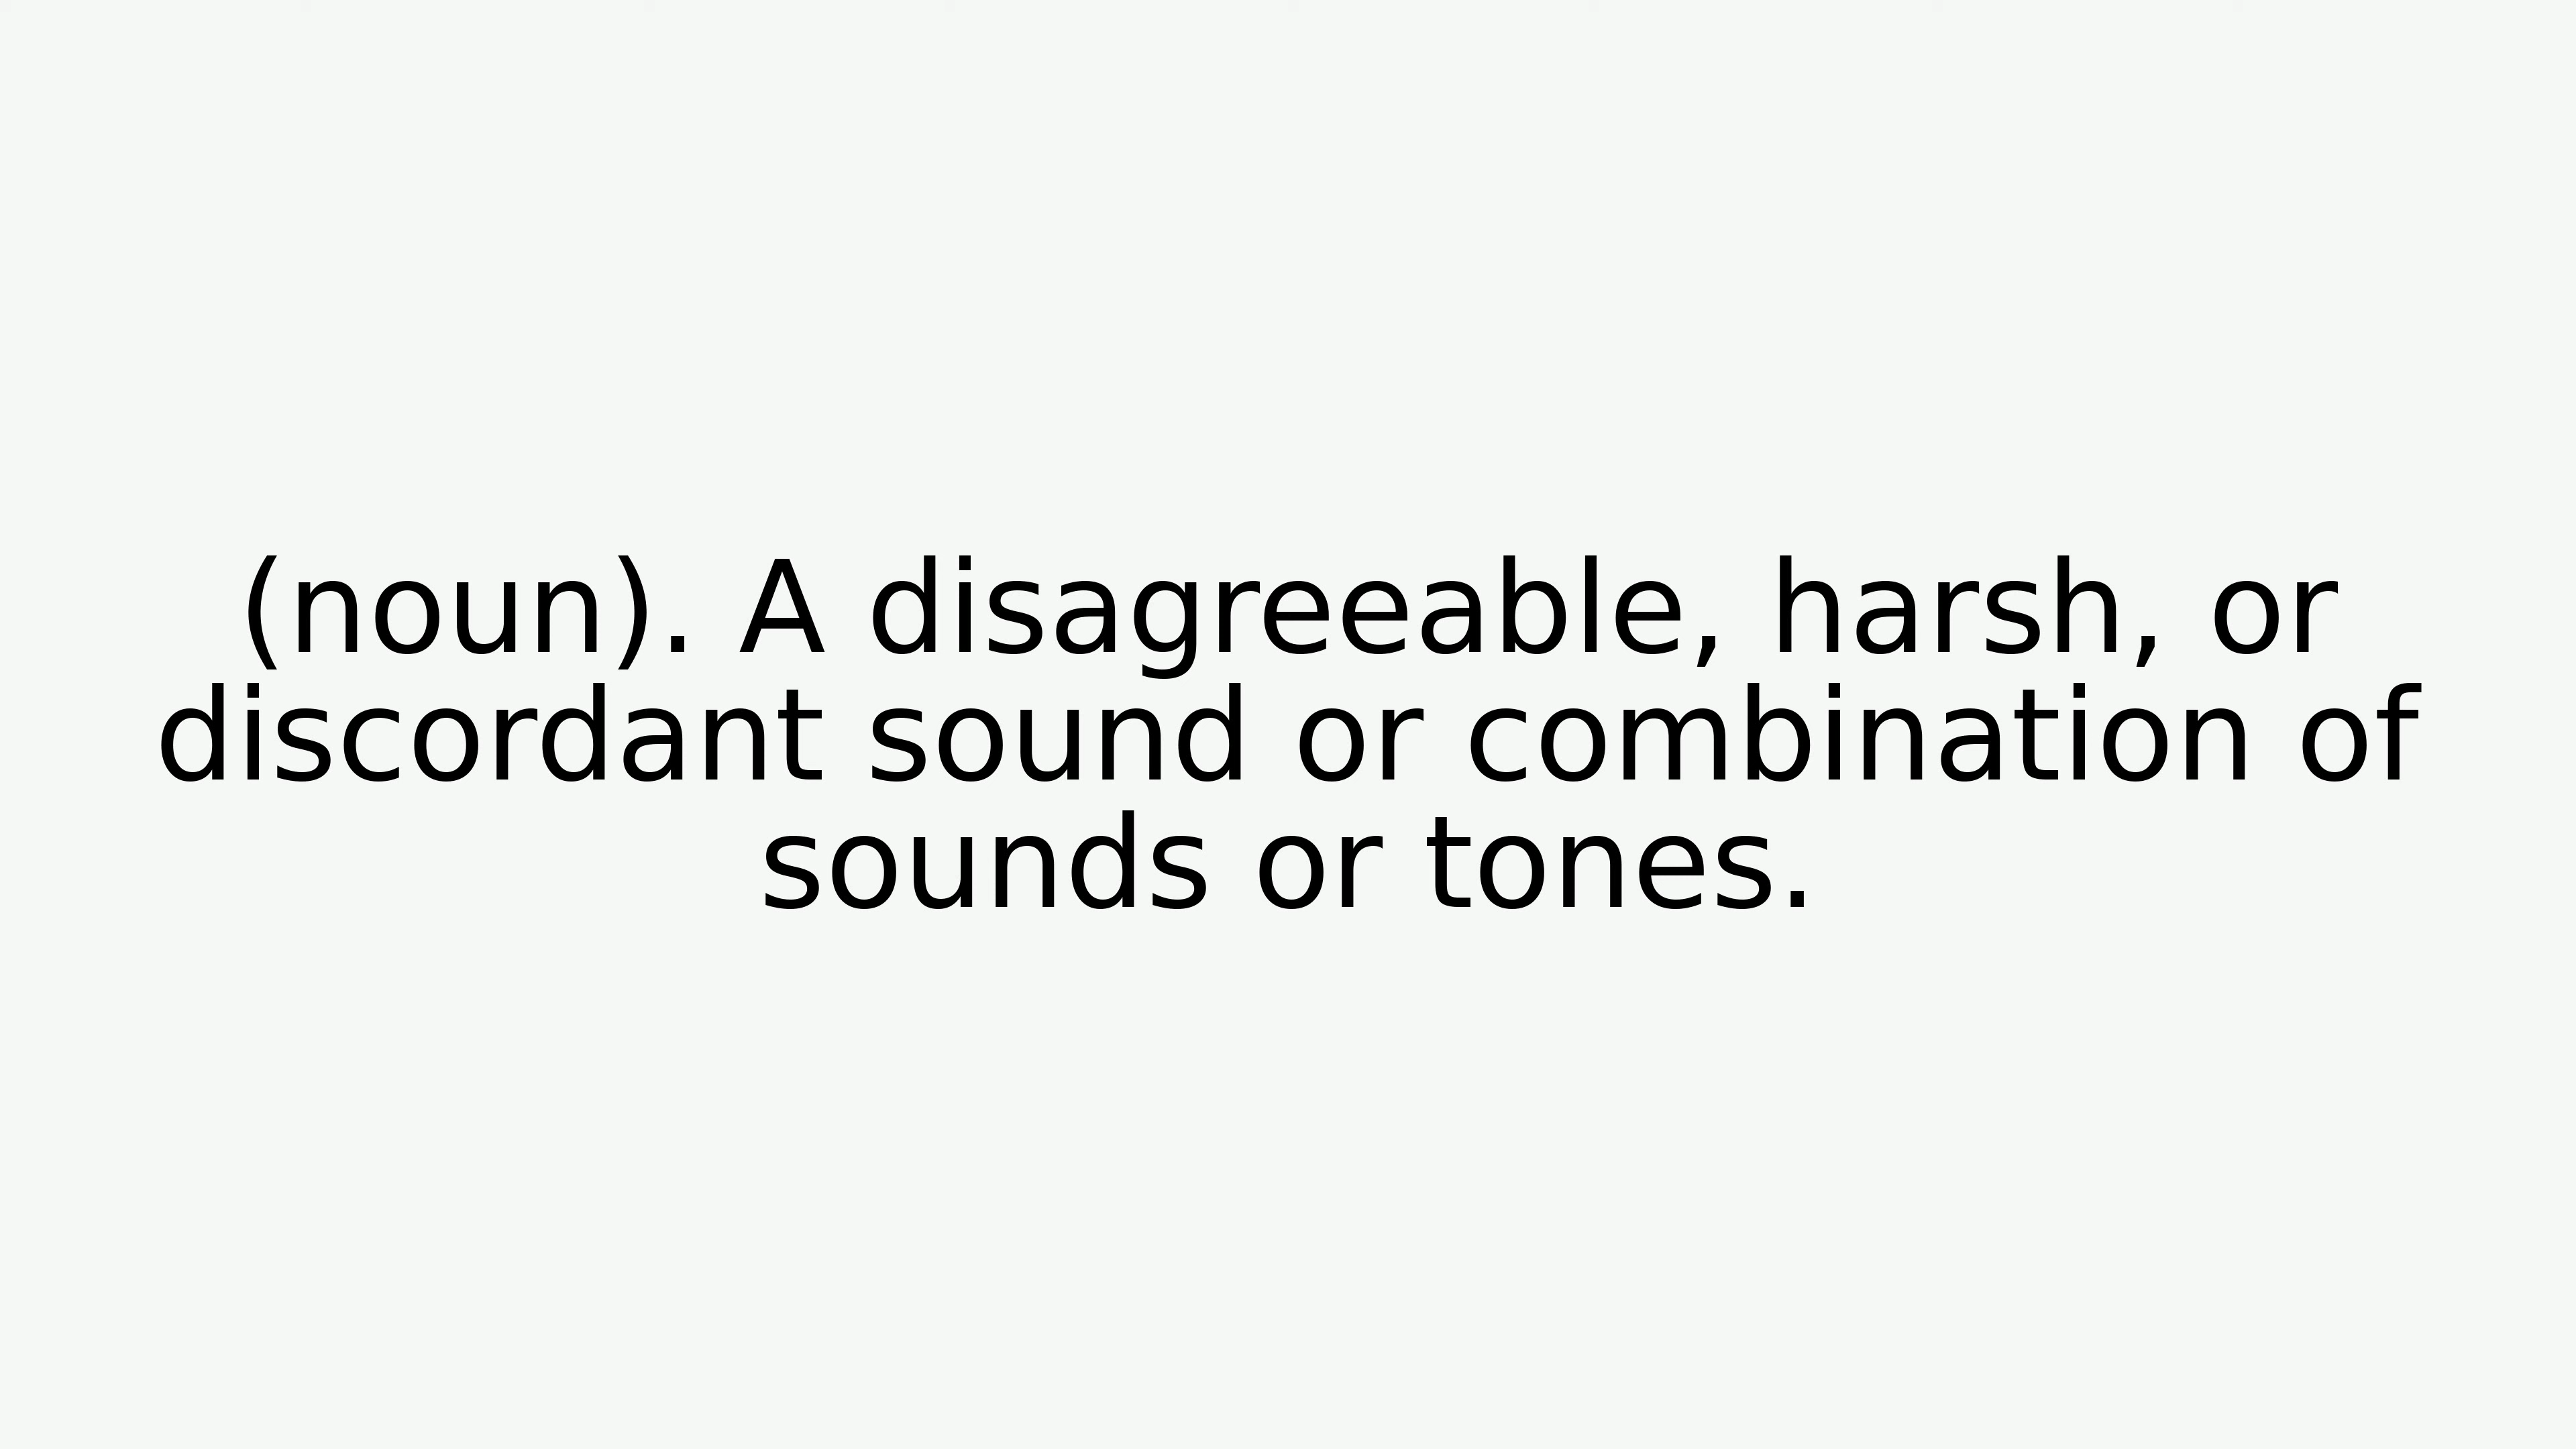 (noun). A disagreeable, harsh, or
discordant sound or combination of
sounds or tones.